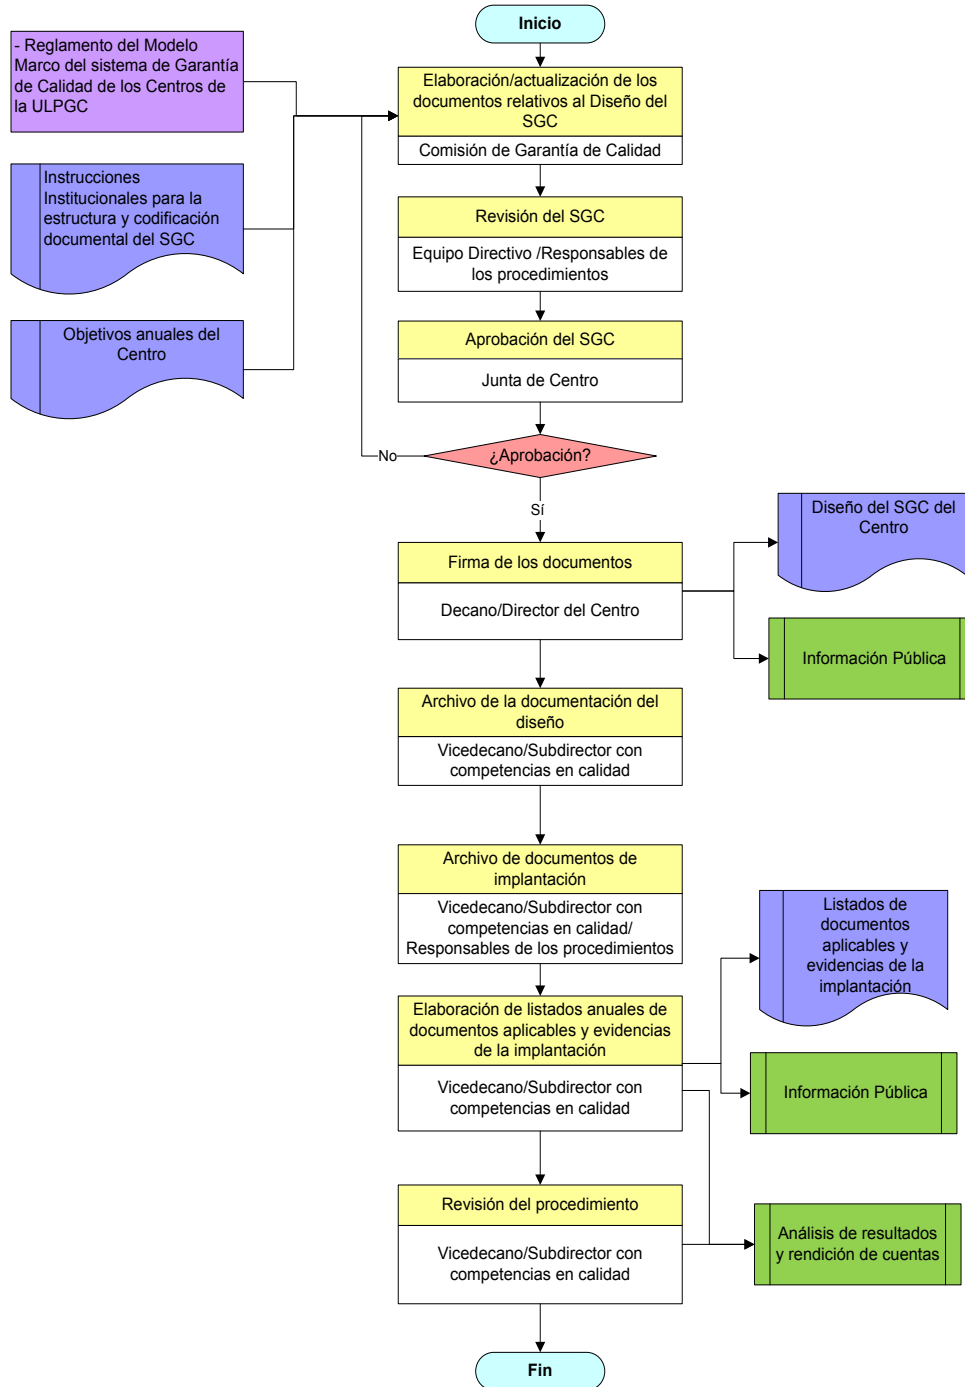 Inicio
- Reglamento del Modelo
Marco del sistema de Garantía
de Calidad de los Centros de
la ULPGC
Elaboración/actualización de los
documentos relativos al Diseño del
SGC
Comisión de Garantía de Calidad
Instrucciones
Institucionales para la
estructura y codificación
documental del SGC
Revisión del SGC
Equipo Directivo /Responsables de
los procedimientos
Objetivos anuales del
Centro
Aprobación del SGC
Junta de Centro
¿Aprobación?
No
Sí
Diseño del SGC del
Centro
Firma de los documentos
Decano/Director del Centro
Información Pública
Archivo de la documentación del
diseño
Vicedecano/Subdirector con
competencias en calidad
Archivo de documentos de
implantación
Vicedecano/Subdirector con
competencias en calidad/
Responsables de los procedimientos
Listados de
documentos
aplicables y
evidencias de la
implantación
Elaboración de listados anuales de
documentos aplicables y evidencias
de la implantación
Vicedecano/Subdirector con
competencias en calidad
Información Pública
Revisión del procedimiento
Vicedecano/Subdirector con
competencias en calidad
Análisis de resultados
y rendición de cuentas
Fin